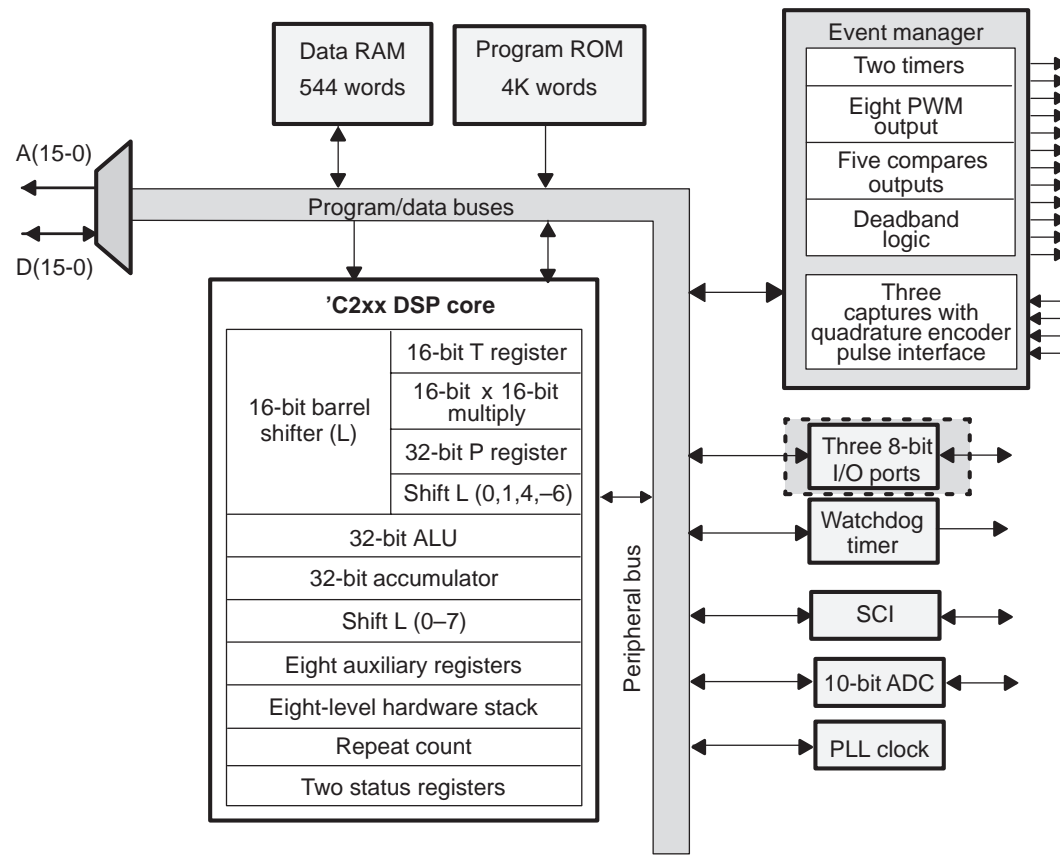 Data RAM
544 words
Program ROM
4K words
Event manager
Two timers
Eight PWM
output
Five compares
outputs
Deadband
logic
Three
captures with
quadrature encoder
pulse interface
A(15-0)
D(15-0)
Program/data buses
’C2xx DSP core
16-bit barrel
shifter (L)
16-bit T register
16-bit x 16-bit
multiply
32-bit P register
Shift L (0,1,4,–6)
32-bit ALU
32-bit accumulator
Shift L (0–7)
Eight auxiliary registers
Eight-level hardware stack
Repeat count
Two status registers
Peripheral bus
Three 8-bit
I/O ports
Watchdog
timer
SCI
10-bit ADC
PLL clock